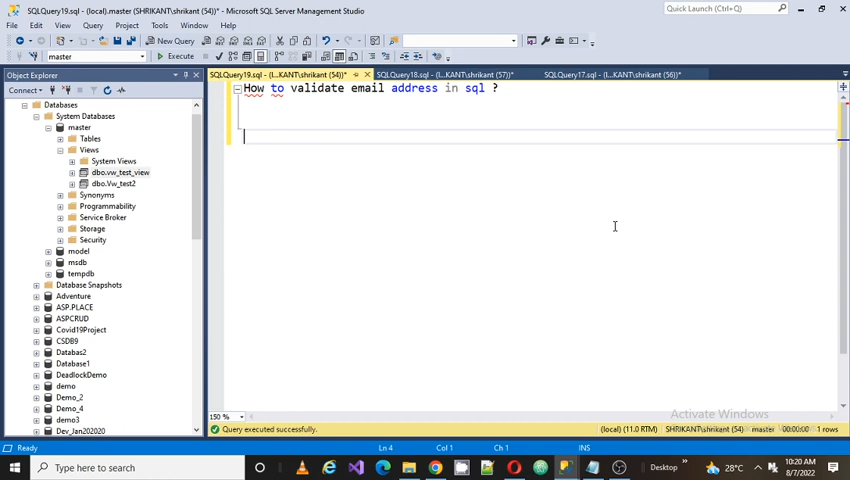 SQLQuery19.sql - (local).master (SHRIKANT\shrikant (54))* - Microsoft SQL Server Management Studio
Quick Launch (Ctrl+Q)
File Edit View Query Project Tools Window Help
New Query
master Execute
Object Explorer
SQLQuery19.sql - (l...KANT\shrikant (54))* SQLQuery18.sql - (l...KANT\shrikant (57))* SQLQuery17.sql - (l...KANT\shrikant (56))*
Connect
How to validate email address in sql ?
Databases
System Databases
master
Tables
Views
System Views
dbo.vw_test_view
dbo.Vw_test2
Synonyms
Programmability
Service Broker
Storage
Security
model
msdb
tempdb
Database Snapshots
Adventure
ASP.PLACE
ASPCRUD
Covid19Project
CSDB9
Databas2
Database1
DeadlockDemo
demo
Demo_2
Demo_4
demo3
Dev_Jan202020
150 %
Activate Windows
Query executed successfully. (local) (11.0 RTM) SHRIKANT\shrikant (54) master 00:00:00 1 rows
Ready Ln 4 Col 1 Ch 1 INS
Type here to search
Desktop
28°C
10:20 AM
8/7/2022